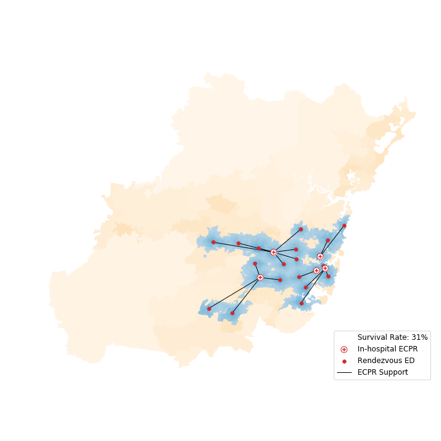 Survival Rate: 31%
In-hospital ECPR
Rendezvous ED
ECPR Support